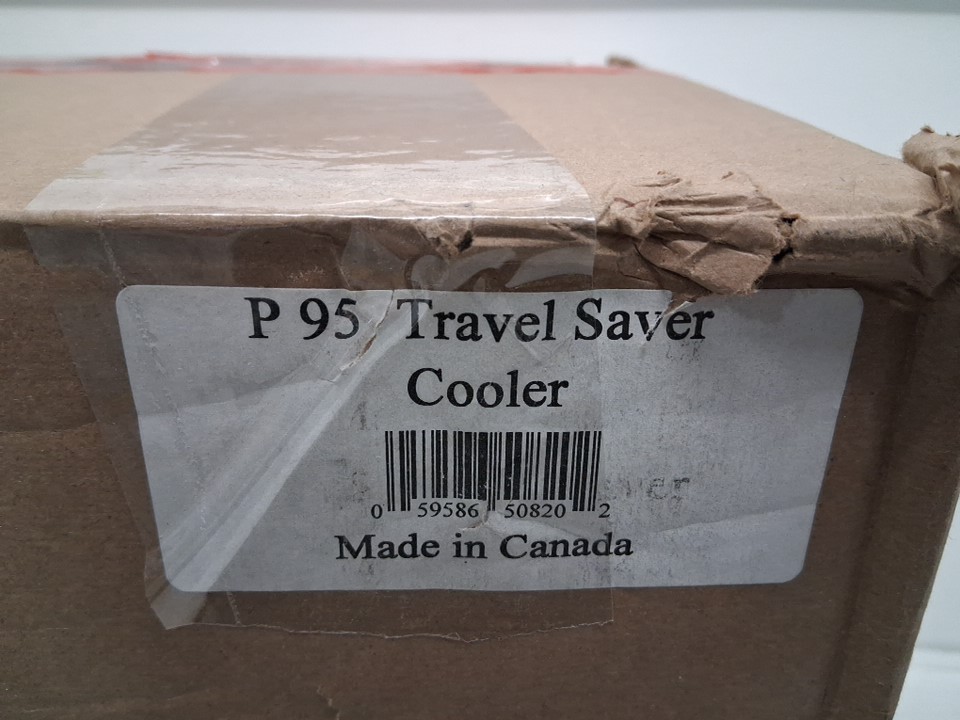 P 95 Travel Saver
Cooler
0 59586 50820 2
Made in Canada